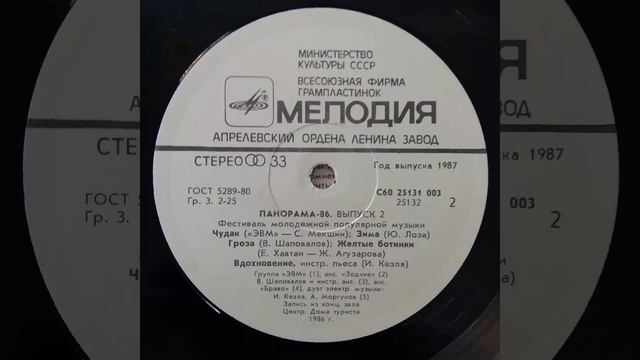 МИНИСТЕРСТВО
КУЛЬТУРЫ СССР
ВСЕСОЮЗНАЯ ФИРМА
ГРАМПЛАСТИНОК
МЕЛОДИЯ
АПРЕЛЕВСКИЙ ОРДЕНА ЛЕНИНА ЗАВОД
СТЕРЕО 33
Год выпуска 1987
ГОСТ 5289-80
Гр. 3. 2-25
С60 25131 003
25132 2
ПАНОРАМА-86. ВЫПУСК 2
Фестиваль молодежной популярной музыки
Чудак («ЭВМ» — С. Мекшин); Зима (Ю. Лоза)
Гроза (В. Шаповалов); Желтые ботинки
(Е. Хавтан — Ж. Агузарова)
Вдохновение, инстр. пьеса (И. Кезля)
Группа «ЭВМ» (1), анс. «Зодчие» (2)
В. Шаповалов и инстр. анс. (3), анс.
«Браво» (4), дуэт электр. музыки:
И. Кезля, А. Моргунов (5)
Запись из конц. зала
Центр. Дома туриста
1986 г.